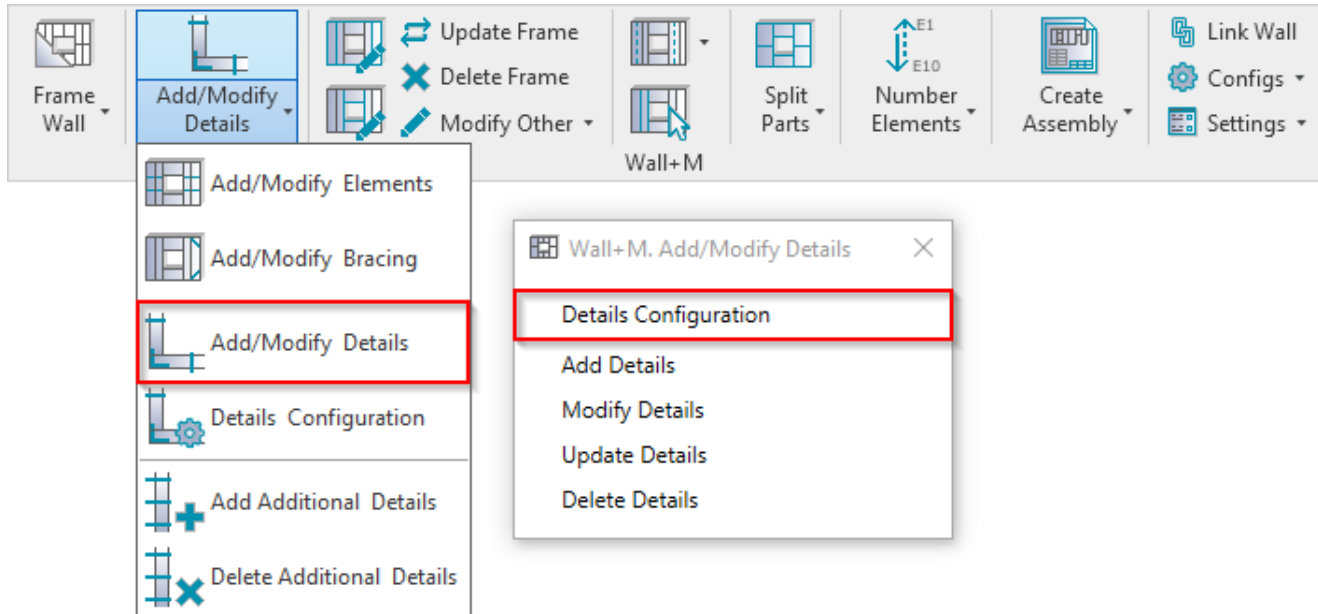 Frame
Wall
Add/Modify
Details
Update Frame
Delete Frame
Modify Other
Split
Parts
E1
E10
Number
Elements
Create
Assembly
Link Wall
Configs
Settings
Wall+M
Add/Modify Elements
Add/Modify Bracing
Add/Modify Details
Details Configuration
Add Additional Details
Delete Additional Details
Wall+M. Add/Modify Details
Details Configuration
Add Details
Modify Details
Update Details
Delete Details